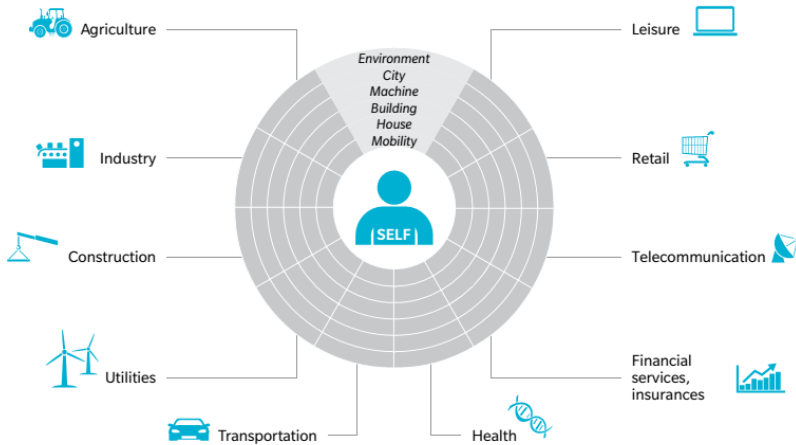 Agriculture
Leisure
Environment
City
Machine
Building
House
Mobility
Industry
Retail
SELF
Construction
Telecommunication
Utilities
Financial
services,
insurances
Transportation
Health